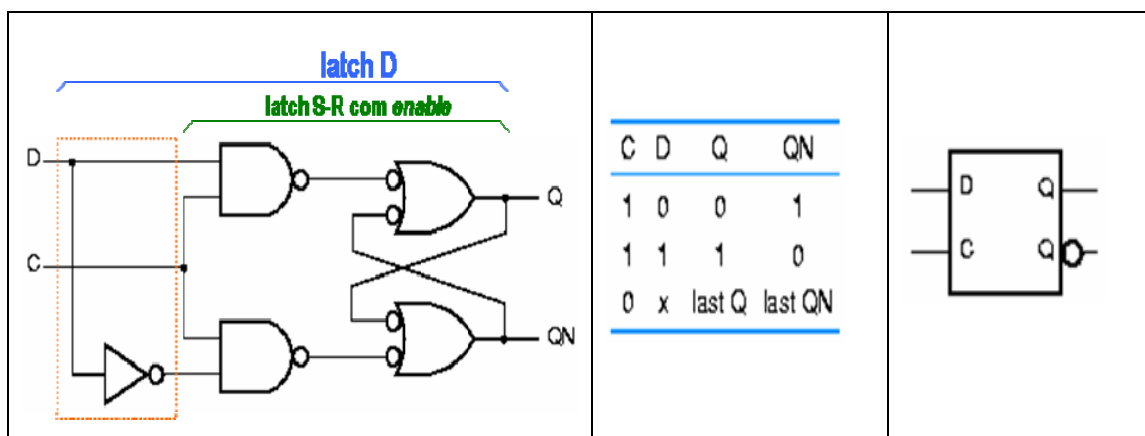 latch D
latch S-R com enable
D
C
Q
QN
C D Q QN
1 0 0 1
1 1 1 0
0 x last Q last QN
D Q
C Q